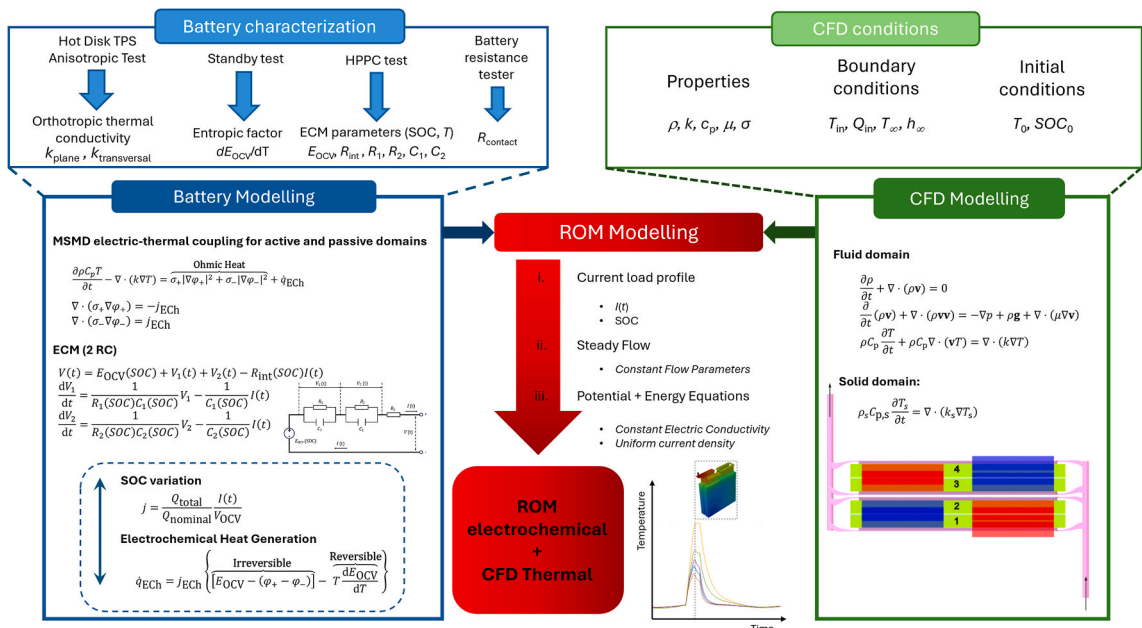 Battery characterization
Hot Disk TPS
Anisotropic Test
Standby test
HPPC test
Battery
resistance
tester
Orthotropic thermal
conductivity
k_plane , k_transversal
Entropic factor
dE_OCV/dT
ECM parameters (SOC, T)
E_OCV, R_int, R_1, R_2, C_1, C_2
R_contact
CFD conditions
Properties
ρ, k, c_p, μ, σ
Boundary
conditions
T_in, Q_in, T_∞, h_∞
Initial
conditions
T_0, SOC_0
Battery Modelling
MSMD electric-thermal coupling for active and passive domains
Ohmic Heat
∂ρC_pT/∂t − ∇ · (k∇T) = σ_+|∇φ_+|² + σ_−|∇φ_−|² + q̇_ECh
∇ · (σ_+∇φ_+) = −j_ECh
∇ · (σ_−∇φ_−) = j_ECh
ECM (2 RC)
V(t) = E_OCV(SOC) + V_1(t) + V_2(t) − R_int(SOC)I(t)
dV_1/dt = 1/(R_1(SOC)C_1(SOC)) V_1 − 1/(C_1(SOC)) I(t)
dV_2/dt = 1/(R_2(SOC)C_2(SOC)) V_2 − 1/(C_2(SOC)) I(t)
V_1(t)
V_2(t)
R_1
R_2
I(t)
C_1
C_2
V(t)
E_OCV(SOC)
I(t)
+
-
SOC variation
j = Q_total/Q_nominal I(t)/V_OCV
Electrochemical Heat Generation
Irreversible
Reversible
q̇_ECh = j_ECh { [E_OCV − (φ_+ − φ_−)] − T dE_OCV/dT }
ROM Modelling
i. Current load profile
• I(t)
• SOC
ii. Steady Flow
• Constant Flow Parameters
iii. Potential + Energy Equations
• Constant Electric Conductivity
• Uniform current density
ROM
electrochemical
+
CFD Thermal
Temperature
Time
CFD Modelling
Fluid domain
∂ρ/∂t + ∇ · (ρv) = 0
∂/∂t (ρv) + ∇ · (ρvv) = −∇p + ρg + ∇ · (μ∇v)
ρC_p ∂T/∂t + ρC_p∇ · (vT) = ∇ · (k∇T)
Solid domain:
ρ_sC_p,s ∂T_s/∂t = ∇ · (k_s∇T_s)
4
3
2
1